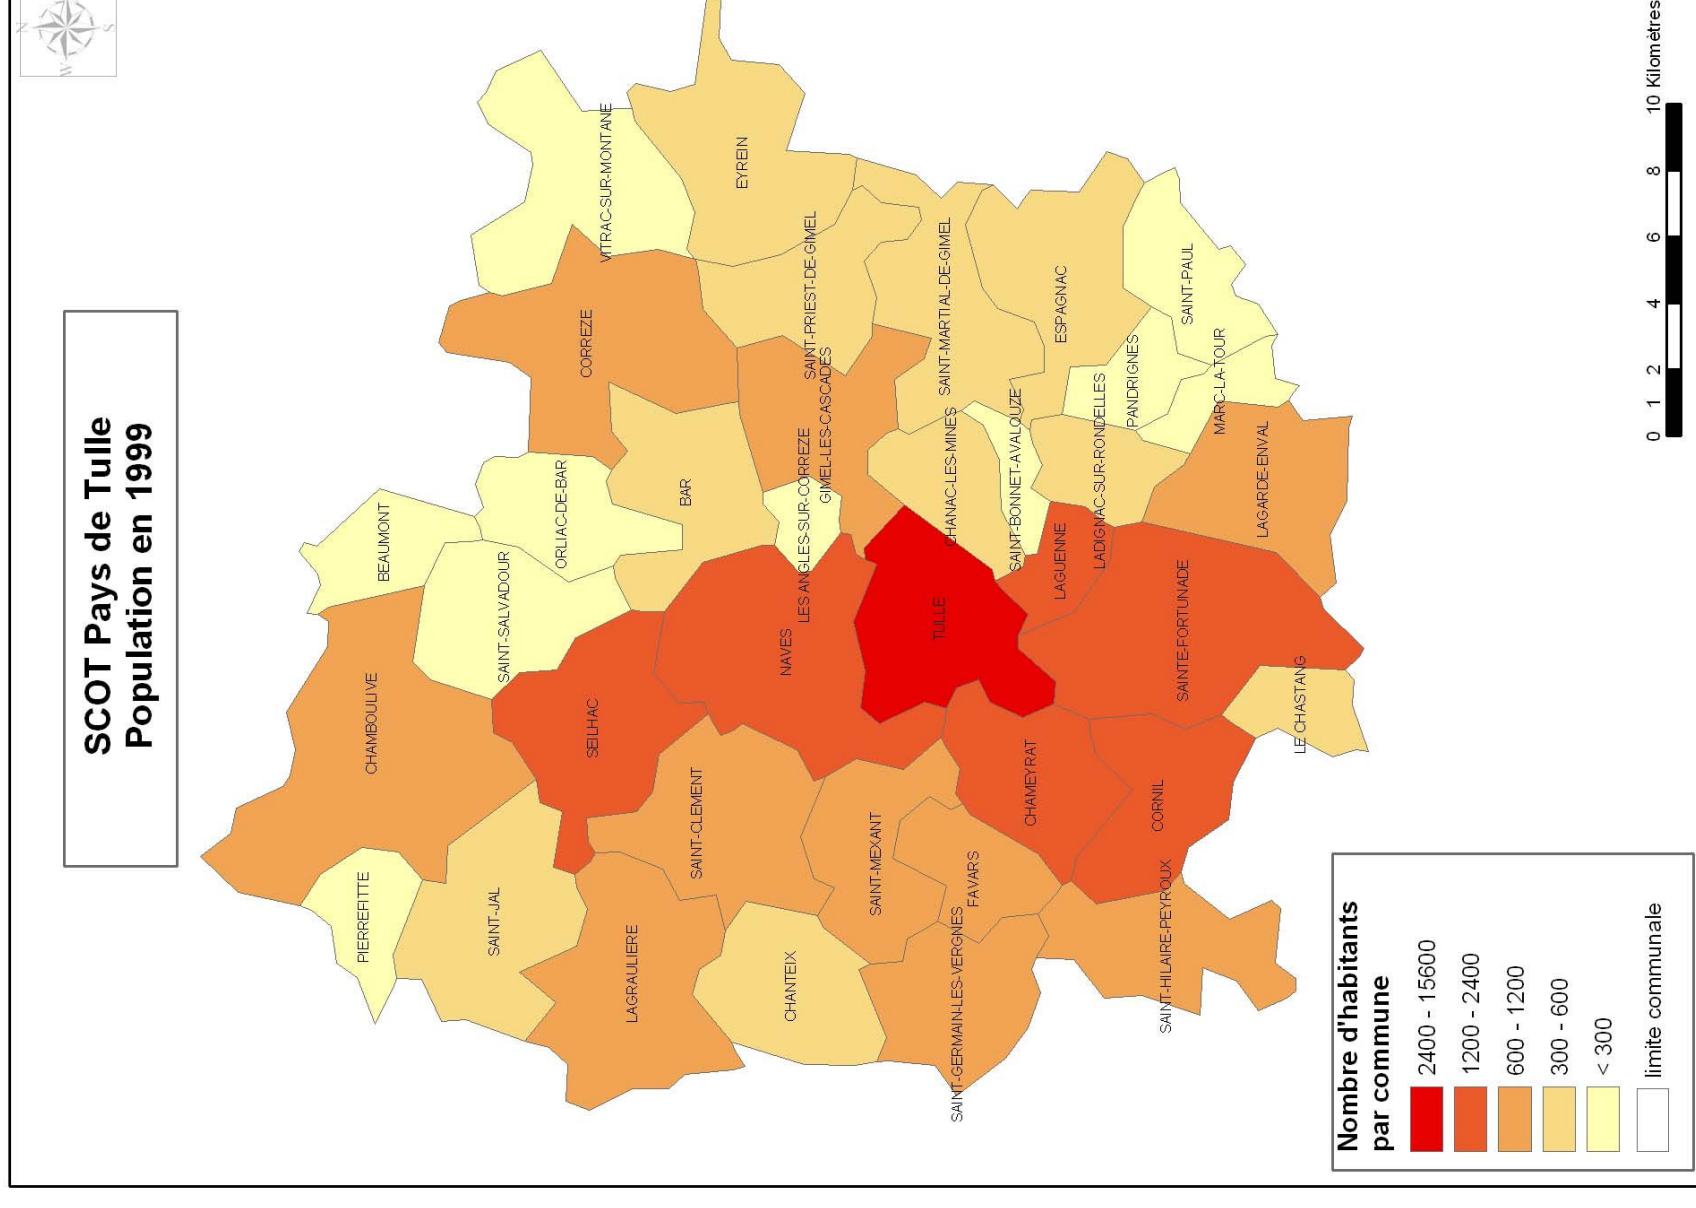 SCOT Pays de Tulle
Population en 1999
N
S
W
VITRAC-SUR-MONTANE
EYREIN
CORREZE
SAINT-PRIEST-DE-GIMEL
SAINT-MARTIAL-DE-GIMEL
ESPAGNAC
SAINT-PAUL
GIMEL-LES-CASCADES
PANDRIGNES
MARC-LA-TOUR
BEAUMONT
ORLIAC-DE-BAR
BAR
LES ANGLES-SUR-CORREZE
CHANAC-LES-MINES
SAINT-BONNET-AVALOUZE
LADIGNAC-SUR-RONDELLES
LAGARDE-ENVAL
LAGUENNE
SAINT-SALVADOUR
NAVES
TULLE
SAINTE-FORTUNADE
CHAMBOULIVE
SEILHAC
LE CHASTANG
SAINT-CLEMENT
CHAMEYRAT
CORNIL
SAINT-MEXANT
FAVARS
PIERREFITTE
SAINT-JAL
LAGRAULIERE
CHANTEIX
SAINT-GERMAIN-LES-VERGNES
SAINT-HILAIRE-PEYROUX
0 1 2 4 6 8 10 Kilomètres
Nombre d'habitants
par commune
2400 - 15600
1200 - 2400
600 - 1200
300 - 600
< 300
limite communale